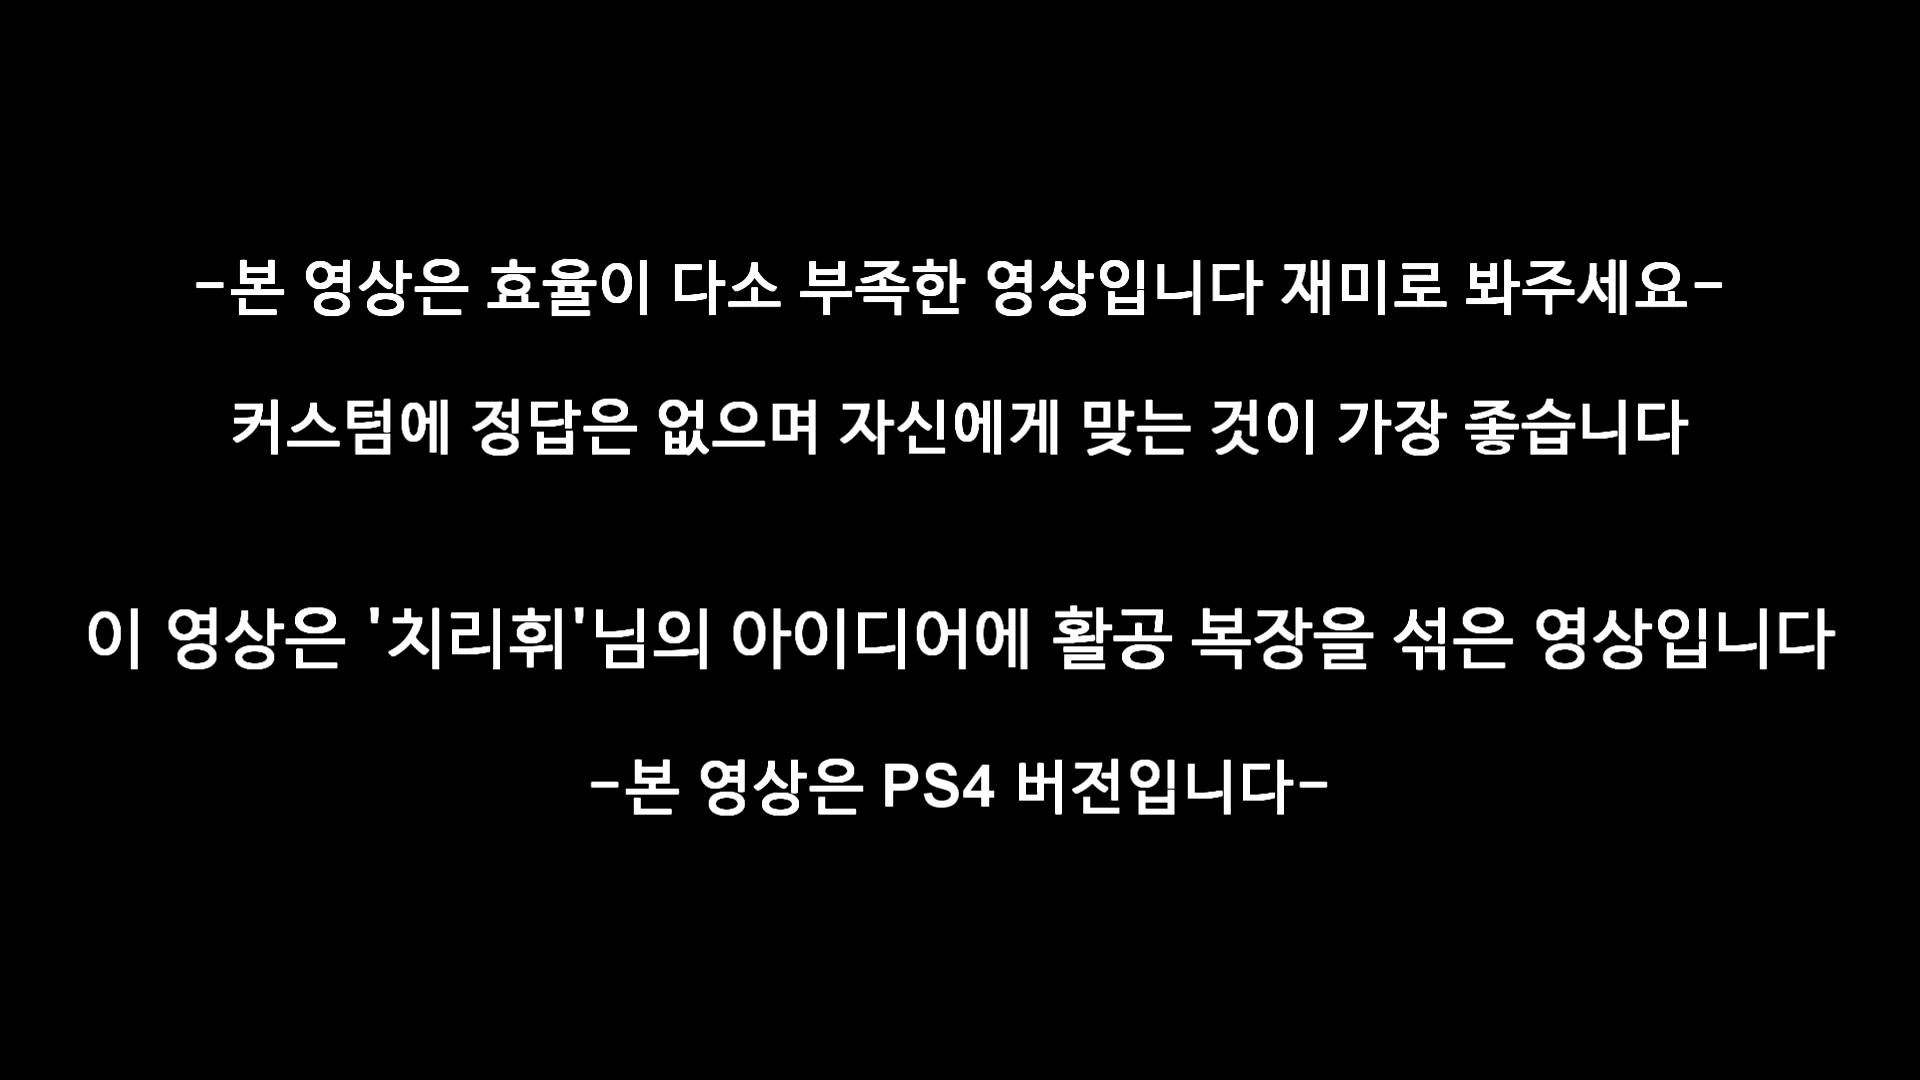 -본 영상은 효율이 다소 부족한 영상입니다 재미로 봐주세요-
커스텀에 정답은 없으며 자신에게 맞는 것이 가장 좋습니다
이 영상은 '치리휘'님의 아이디어에 활공 복장을 섞은 영상입니다
-본 영상은 PS4 버전입니다-